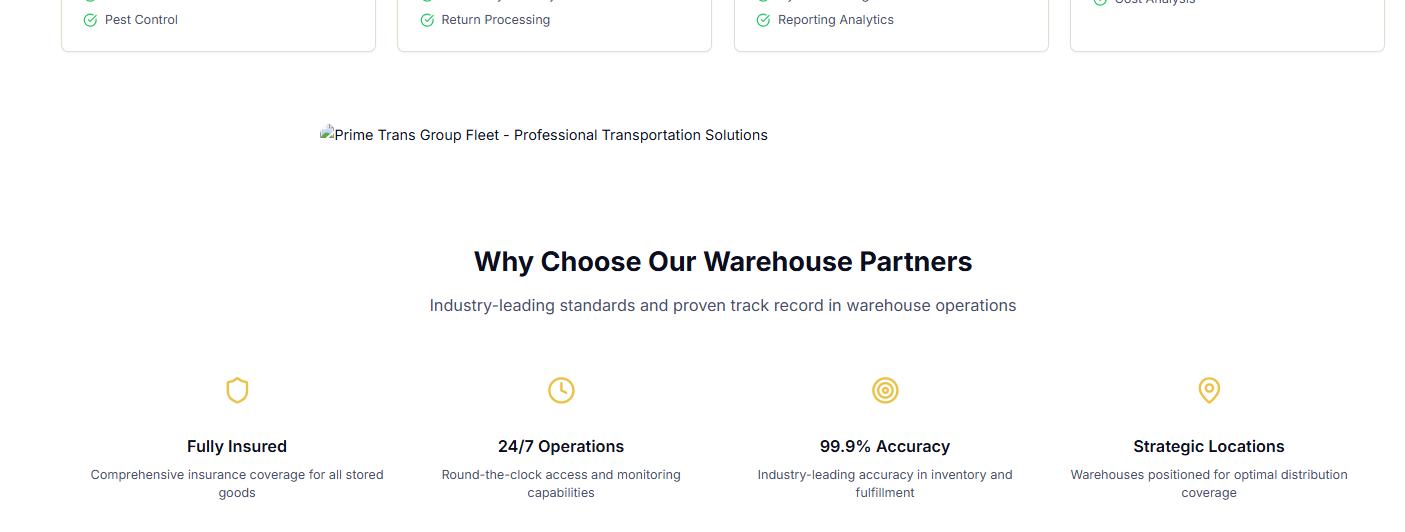 Pest Control
Return Processing
Reporting Analytics
Cost Analysis
Prime Trans Group Fleet - Professional Transportation Solutions
Why Choose Our Warehouse Partners
Industry-leading standards and proven track record in warehouse operations
Fully Insured
Comprehensive insurance coverage for all stored
goods
24/7 Operations
Round-the-clock access and monitoring
capabilities
99.9% Accuracy
Industry-leading accuracy in inventory and
fulfillment
Strategic Locations
Warehouses positioned for optimal distribution
coverage